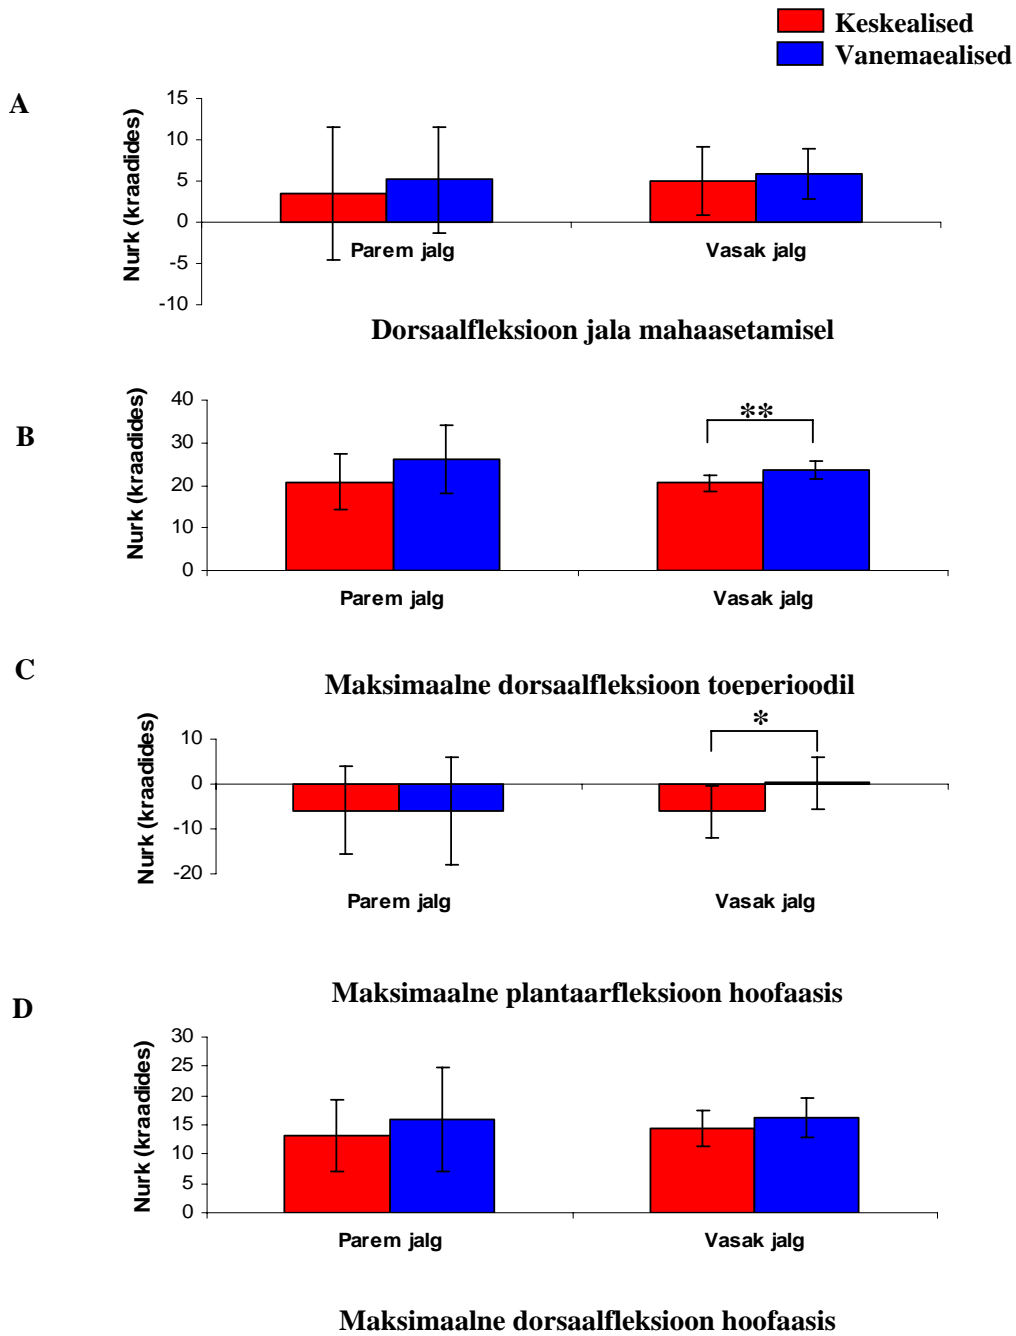 Keskealised
Vanemaealised
A
Nurk (kraadides)
15
10
5
0
-5
-10
Parem jalg
Vasak jalg
Dorsaalfleksioon jala mahaasetamisel
B
Nurk (kraadides)
40
30
20
10
0
**
Parem jalg
Vasak jalg
Maksimaalne dorsaalfleksioon toeperioodil
C
Nurk (kraadides)
10
0
-10
-20
*
Parem jalg
Vasak jalg
Maksimaalne plantaarfleksioon hoofaasis
D
Nurk (kraadides)
30
25
20
15
10
5
0
Parem jalg
Vasak jalg
Maksimaalne dorsaalfleksioon hoofaasis